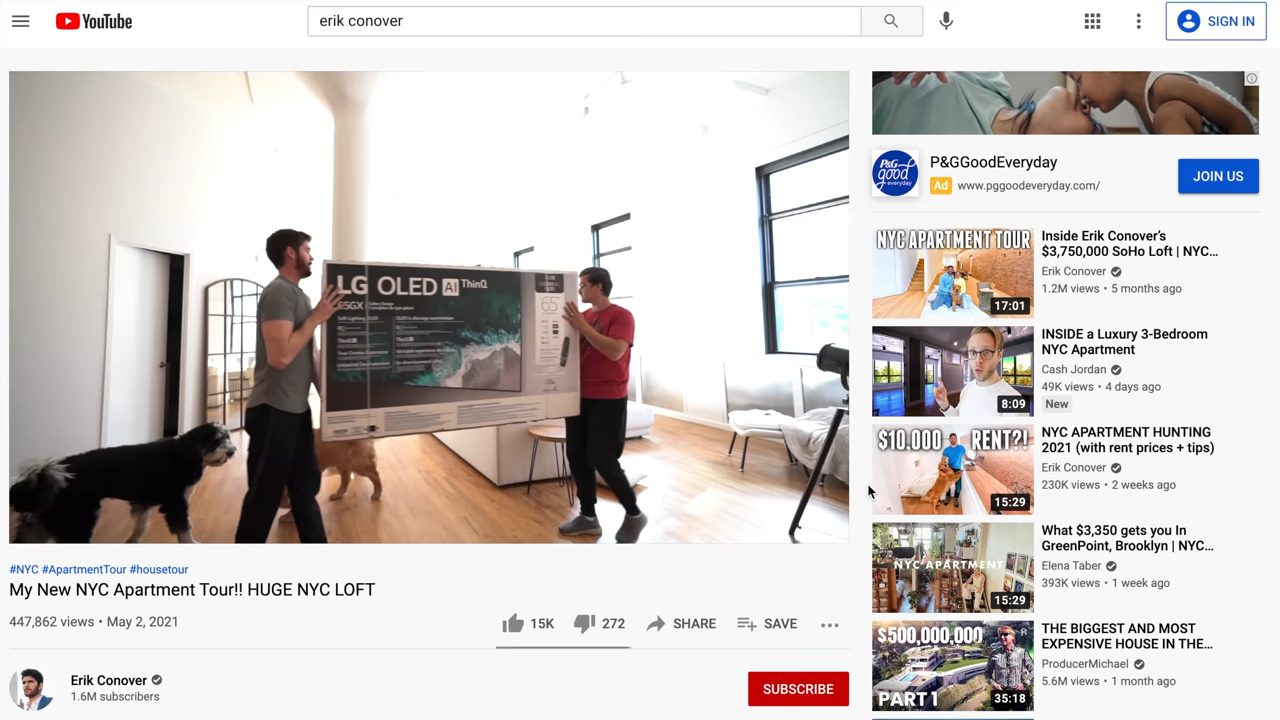 YouTube
erik conover
SIGN IN
LG OLED AI ThinQ
65
#NYC #ApartmentTour #housetour
My New NYC Apartment Tour!! HUGE NYC LOFT
447,862 views • May 2, 2021
15K
272
SHARE
SAVE
Erik Conover
1.6M subscribers
SUBSCRIBE
P&G good everyday
P&GGoodEveryday
Ad www.pggoodeveryday.com/
JOIN US
NYC APARTMENT TOUR
17:01
Inside Erik Conover's
$3,750,000 SoHo Loft | NYC…
Erik Conover
1.2M views • 5 months ago
8:09
INSIDE a Luxury 3-Bedroom
NYC Apartment
Cash Jordan
49K views • 4 days ago
New
$10,000 RENT?!
15:29
NYC APARTMENT HUNTING
2021 (with rent prices + tips)
Erik Conover
230K views • 2 weeks ago
NYC APARTMENT
15:29
What $3,350 gets you In
GreenPoint, Brooklyn | NYC…
Elena Taber
393K views • 1 week ago
$500,000,000
PART 1
35:18
THE BIGGEST AND MOST
EXPENSIVE HOUSE IN THE…
ProducerMichael
5.6M views • 1 month ago